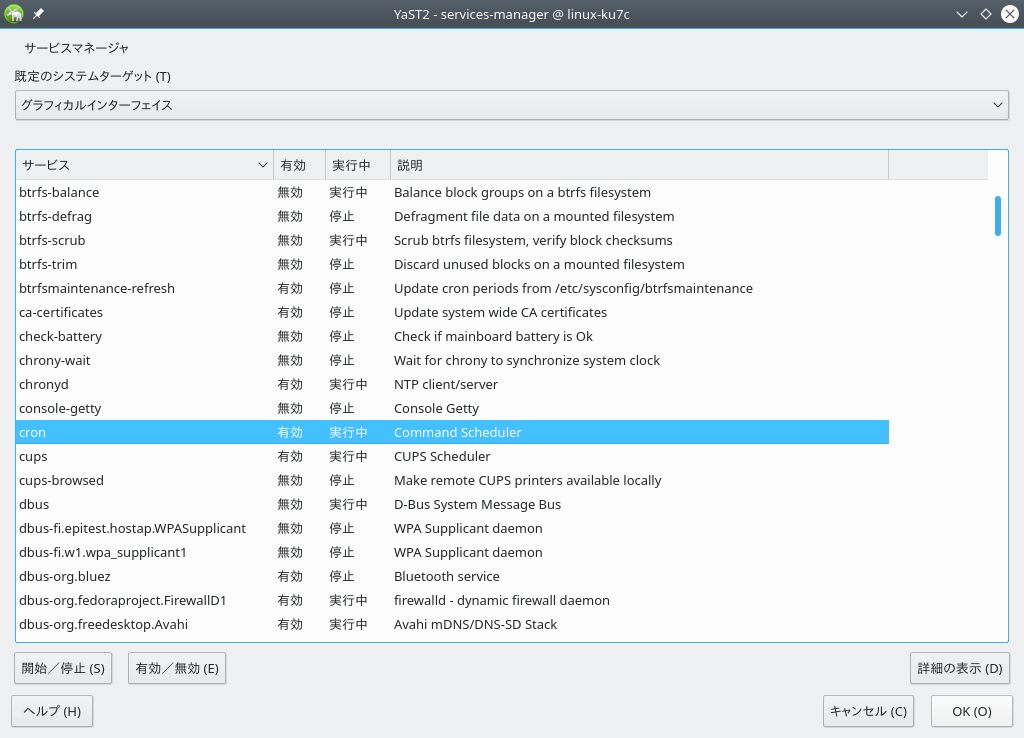 YaST2 - services-manager @ linux-ku7c
サービスマネージャ
既定のシステムターゲット (T)
グラフィカルインターフェイス
サービス 有効 実行中 説明
btrfs-balance 無効 実行中 Balance block groups on a btrfs filesystem
btrfs-defrag 無効 停止 Defragment file data on a mounted filesystem
btrfs-scrub 無効 実行中 Scrub btrfs filesystem, verify block checksums
btrfs-trim 無効 停止 Discard unused blocks on a mounted filesystem
btrfsmaintenance-refresh 有効 停止 Update cron periods from /etc/sysconfig/btrfsmaintenance
ca-certificates 有効 停止 Update system wide CA certificates
check-battery 無効 停止 Check if mainboard battery is Ok
chrony-wait 無効 停止 Wait for chrony to synchronize system clock
chronyd 有効 実行中 NTP client/server
console-getty 無効 停止 Console Getty
cron 有効 実行中 Command Scheduler
cups 有効 実行中 CUPS Scheduler
cups-browsed 無効 停止 Make remote CUPS printers available locally
dbus 無効 実行中 D-Bus System Message Bus
dbus-fi.epitest.hostap.WPASupplicant 無効 停止 WPA Supplicant daemon
dbus-fi.w1.wpa_supplicant1 無効 停止 WPA Supplicant daemon
dbus-org.bluez 有効 停止 Bluetooth service
dbus-org.fedoraproject.FirewallD1 有効 実行中 firewalld - dynamic firewall daemon
dbus-org.freedesktop.Avahi 有効 実行中 Avahi mDNS/DNS-SD Stack
開始／停止 (S) 有効／無効 (E) 詳細の表示 (D)
ヘルプ (H) キャンセル (C) OK (O)